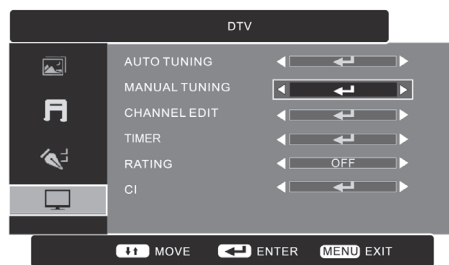 DTV
AUTO TUNING
MANUAL TUNING
CHANNEL EDIT
TIMER
RATING OFF
CI
MOVE ENTER MENU EXIT